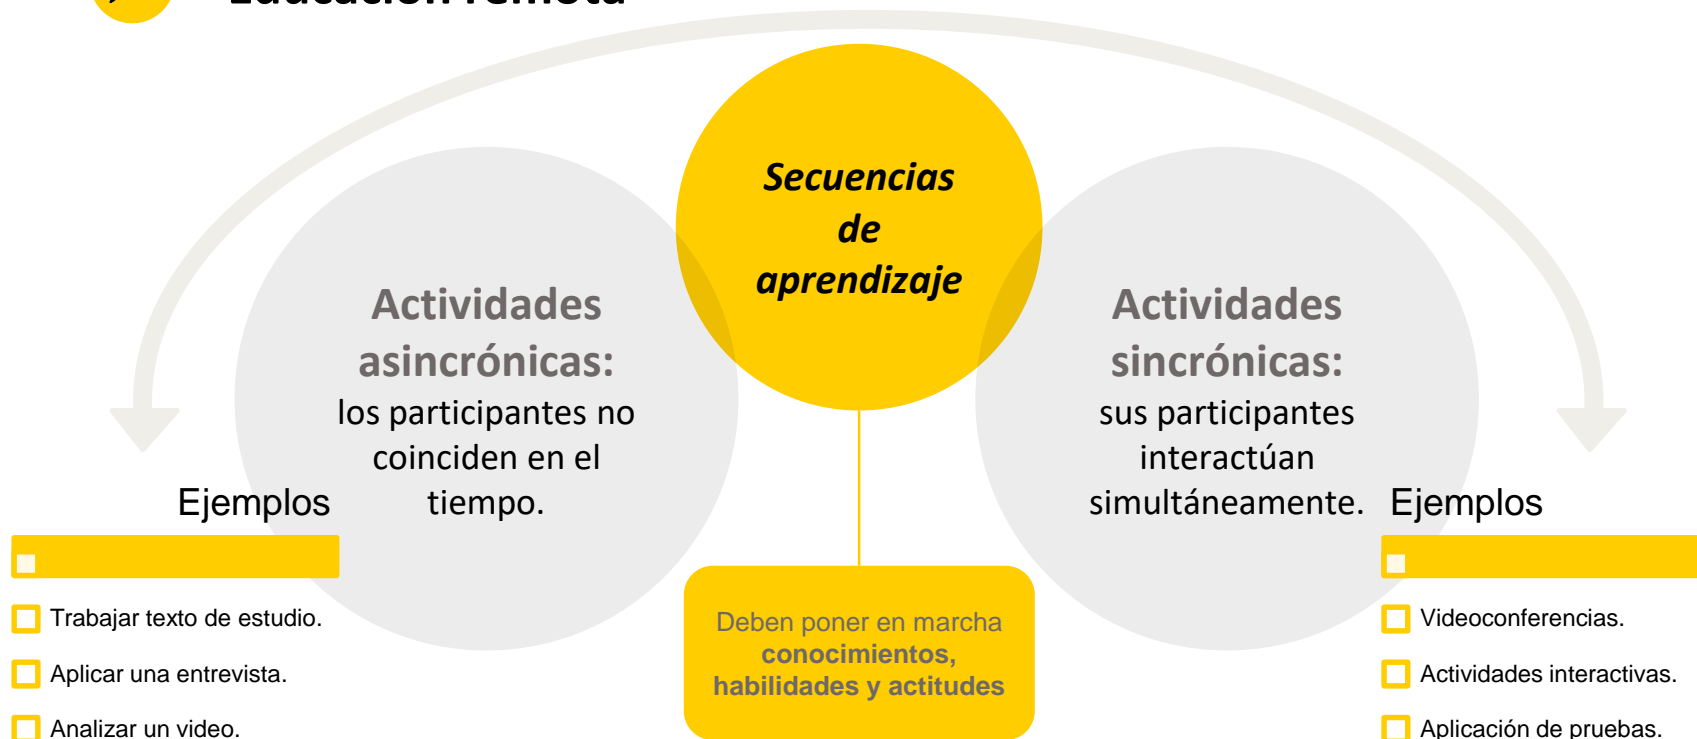 Educación remota
Secuencias
de
aprendizaje
Actividades
asincrónicas:
los participantes no
coinciden en el
tiempo.
Actividades
sincrónicas:
sus participantes
interactúan
simultáneamente.
Ejemplos
Trabajar texto de estudio.
Aplicar una entrevista.
Analizar un video.
Deben poner en marcha
conocimientos,
habilidades y actitudes
Ejemplos
Videoconferencias.
Actividades interactivas.
Aplicación de pruebas.